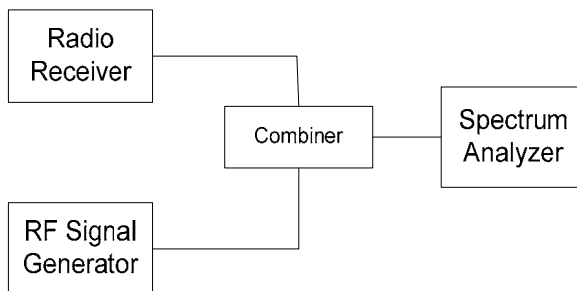 Radio
Receiver
Combiner
Spectrum
Analyzer
RF Signal
Generator